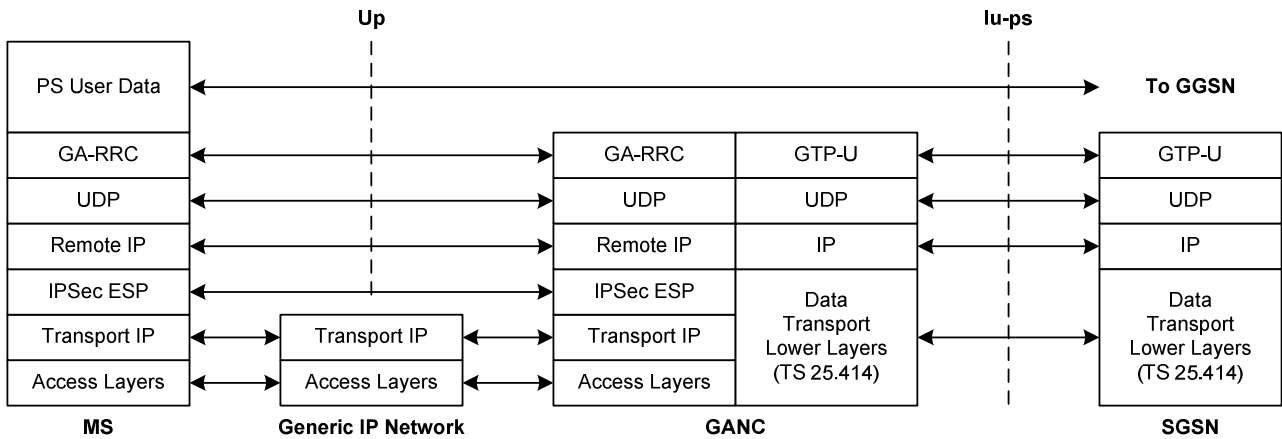 Up
Iu-ps
PS User Data
To GGSN
GA-RRC
GA-RRC
GTP-U
GTP-U
UDP
UDP
UDP
UDP
Remote IP
Remote IP
IP
IP
IPSec ESP
IPSec ESP
Data
Transport
Lower Layers
(TS 25.414)
Data
Transport
Lower Layers
(TS 25.414)
Transport IP
Transport IP
Transport IP
Access Layers
Access Layers
Access Layers
MS
Generic IP Network
GANC
SGSN